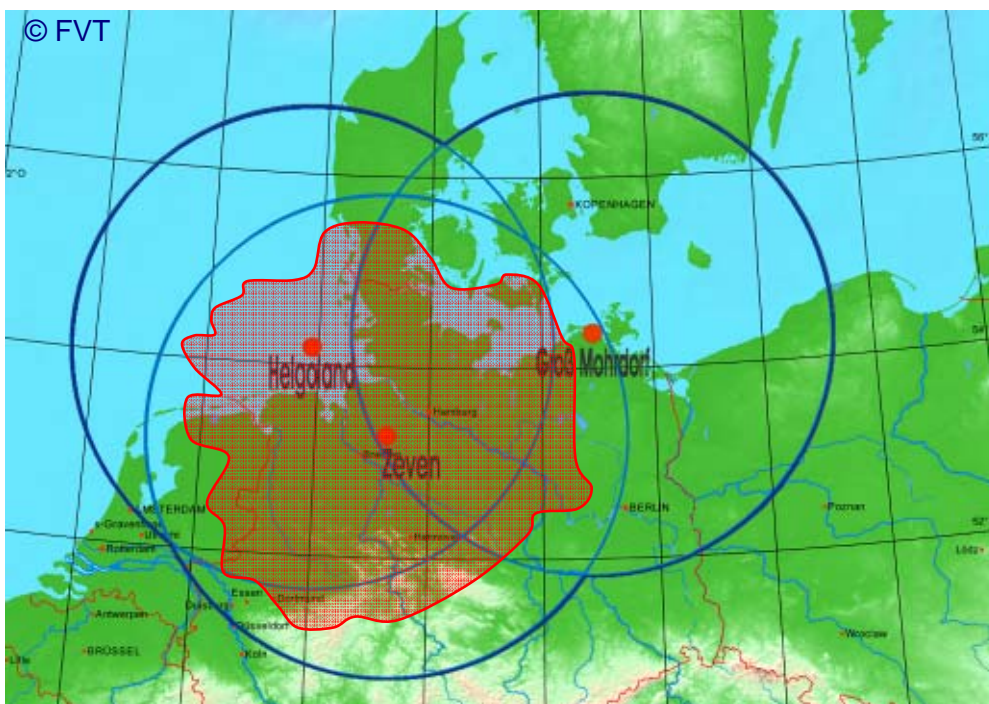 © FVT
56°
2°O
KOPENHAGEN
54°
Helgoland
Groß Mohrdorf
Hamburg
Zeven
AMSTERDAM
BERLIN
Poznan
s-Gravenhage
Utrecht
Rotterdam
Hannover
52°
Lódz
Essen
Dortmund
Duisburg
Antwerpen
Düsseldorf
Wroclaw
BRÜSSEL
Köln
Lille